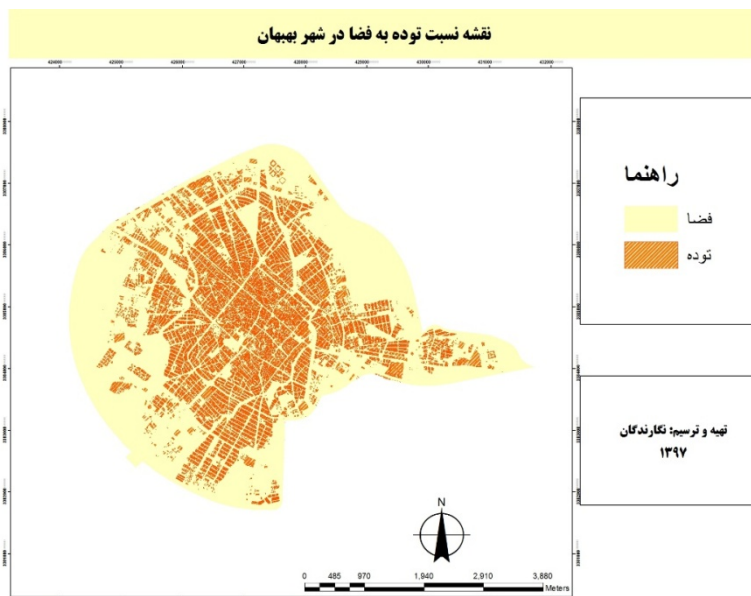 نقشه نسبت توده به فضا در شهر بهبهان
راهنما
فضا
توده
تهیه و ترسیم: نگارندگان
۱۳۹۷
N
0 485 970 1,940 2,910 3,880
Meters